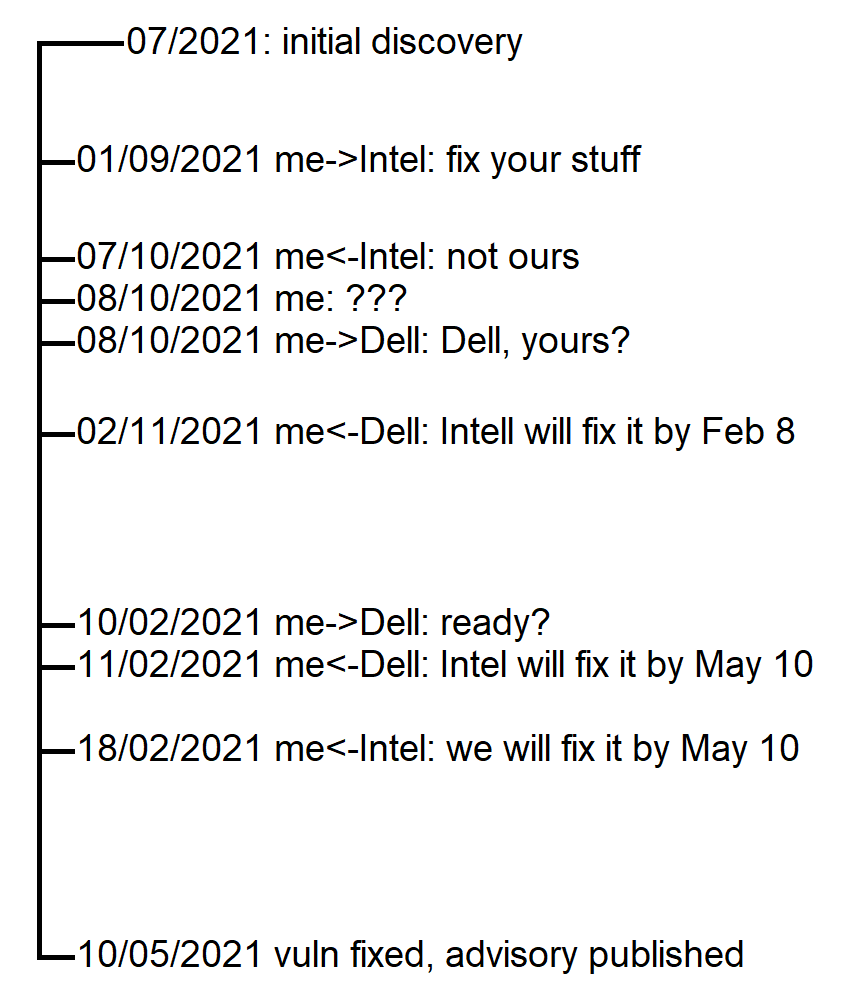 07/2021: initial discovery
01/09/2021 me->Intel: fix your stuff
07/10/2021 me<-Intel: not ours
08/10/2021 me: ???
08/10/2021 me->Dell: Dell, yours?
02/11/2021 me<-Dell: Intell will fix it by Feb 8
10/02/2021 me->Dell: ready?
11/02/2021 me<-Dell: Intel will fix it by May 10
18/02/2021 me<-Intel: we will fix it by May 10
10/05/2021 vuln fixed, advisory published